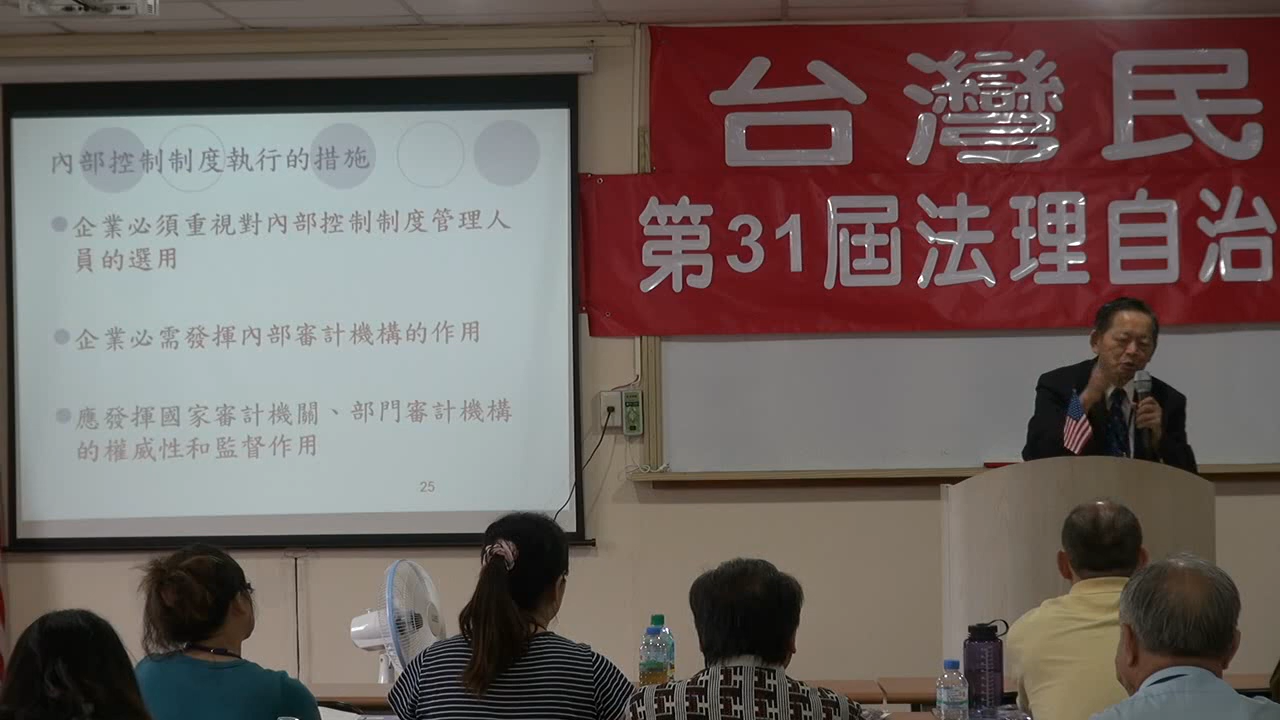 內部控制制度執行的措施
企業必須重視對內部控制制度管理人
員的選用
企業必需發揮內部審計機構的作用
應發揮國家審計機關、部門審計機構
的權威性和監督作用
25
台灣民
第31屆法理自治